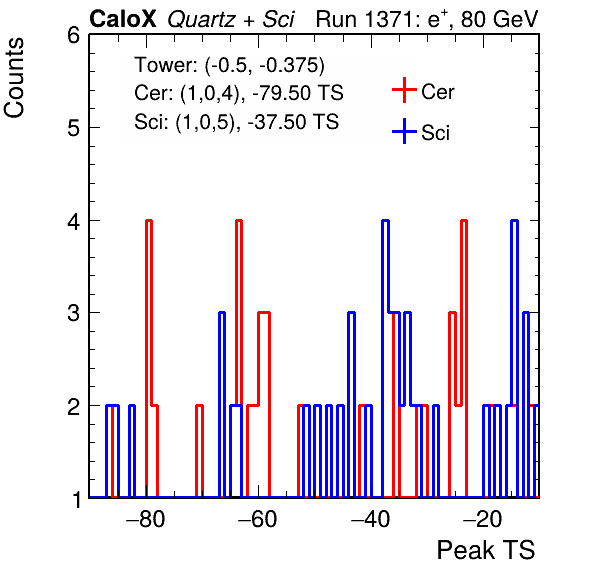 CaloX Quartz + Sci Run 1371: e+, 80 GeV
Counts
Tower: (-0.5, -0.375)
Cer: (1,0,4), -79.50 TS
Sci: (1,0,5), -37.50 TS
Cer
Sci
6
5
4
3
2
1
−80 −60 −40 −20
Peak TS